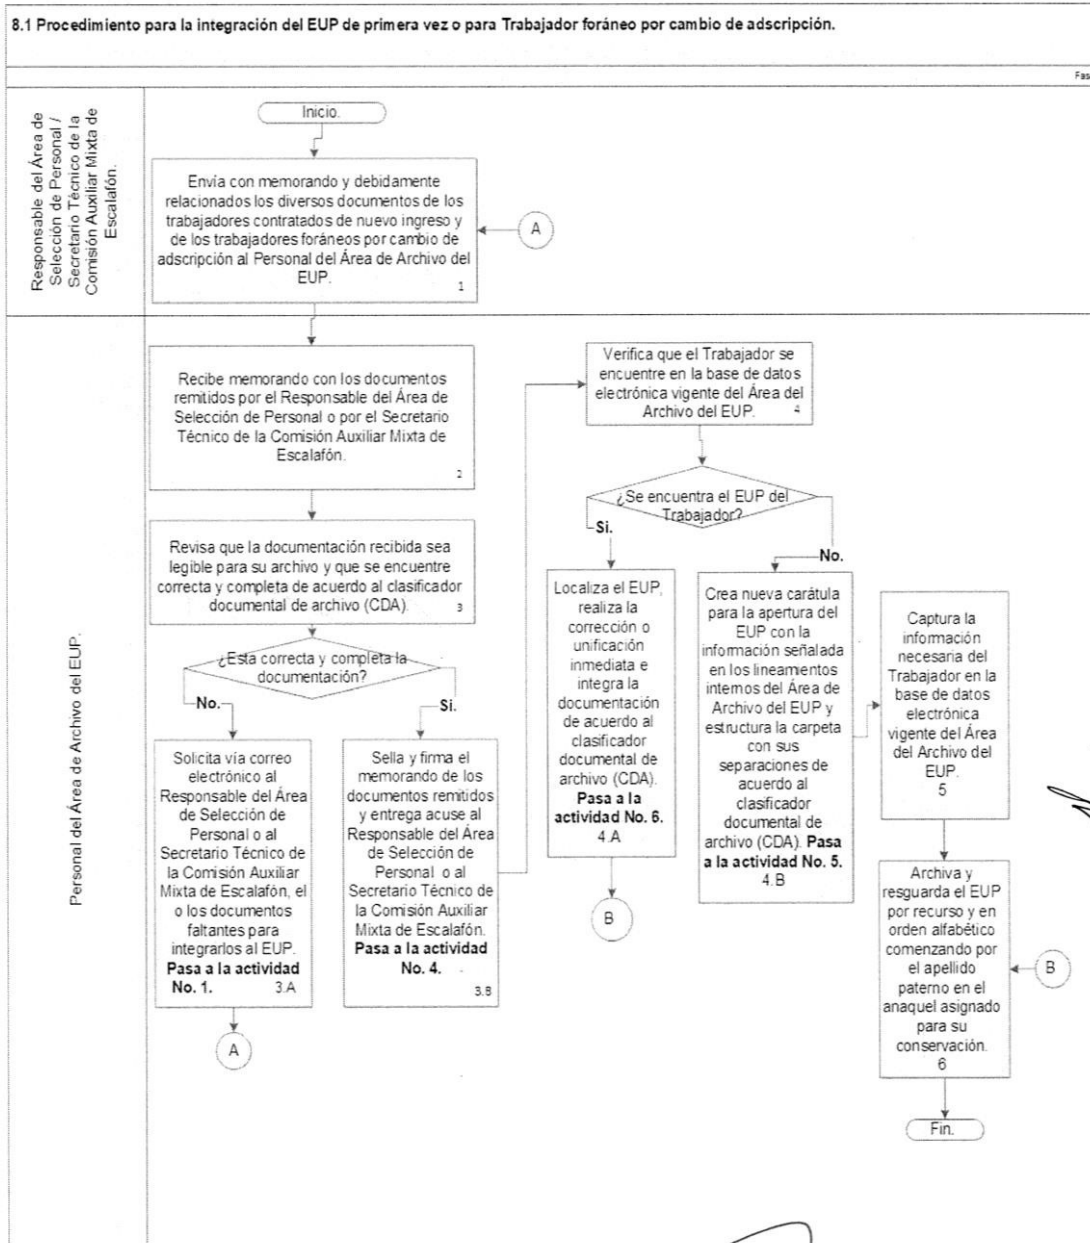 8.1 Procedimiento para la integración del EUP de primera vez o para Trabajador foráneo por cambio de adscripción.
Fas
Responsable del Área de
Selección de Personal /
Secretario Técnico de la
Comisión Auxiliar Mixta de
Escalafón.
Inicio.
Envía con memorando y debidamente
relacionados los diversos documentos de los
trabajadores contratados de nuevo ingreso y
de los trabajadores foráneos por cambio de
adscripción al Personal del Área de Archivo del
EUP.
1
A
Personal del Área de Archivo del EUP.
Recibe memorando con los documentos
remitidos por el Responsable del Área de
Selección de Personal o por el Secretario
Técnico de la Comisión Auxiliar Mixta de
Escalafón.
2
Revisa que la documentación recibida sea
legible para su archivo y que se encuentre
correcta y completa de acuerdo al clasificador
documental de archivo (CDA).
3
¿Esta correcta y completa la
documentación?
No.
Si.
Solicita vía correo
electrónico al
Responsable del Área
de Selección de
Personal o al
Secretario Técnico de
la Comisión Auxiliar
Mixta de Escalafón, el
o los documentos
faltantes para
integrarlos al EUP.
Pasa a la actividad
No. 1. 3.A
A
Sella y firma el
memorando de los
documentos remitidos
y entrega acuse al
Responsable del Área
de Selección de
Personal o al
Secretario Técnico de
la Comisión Auxiliar
Mixta de Escalafón.
Pasa a la actividad
No. 4.
3.B
Verifica que el Trabajador se
encuentre en la base de datos
electrónica vigente del Área del
Archivo del EUP. 4
¿Se encuentra el EUP del
Trabajador?
Si.
No.
Localiza el EUP,
realiza la
corrección o
unificación
inmediata e
integra la
documentación
de acuerdo al
clasificador
documental de
archivo (CDA).
Pasa a la
actividad No. 6.
4.A
B
Crea nueva carátula
para la apertura del
EUP con la
información señalada
en los lineamientos
internos del Área de
Archivo del EUP y
estructura la carpeta
con sus
separaciones de
acuerdo al
clasificador
documental de
archivo (CDA). Pasa
a la actividad No. 5.
4.B
Captura la
información
necesaria del
Trabajador en la
base de datos
electrónica
vigente del Área
del Archivo del
EUP.
5
Archiva y
resguarda el EUP
por recurso y en
orden alfabético
comenzando por
el apellido
paterno en el
anaquel asignado
para su
conservación.
6
B
Fin.